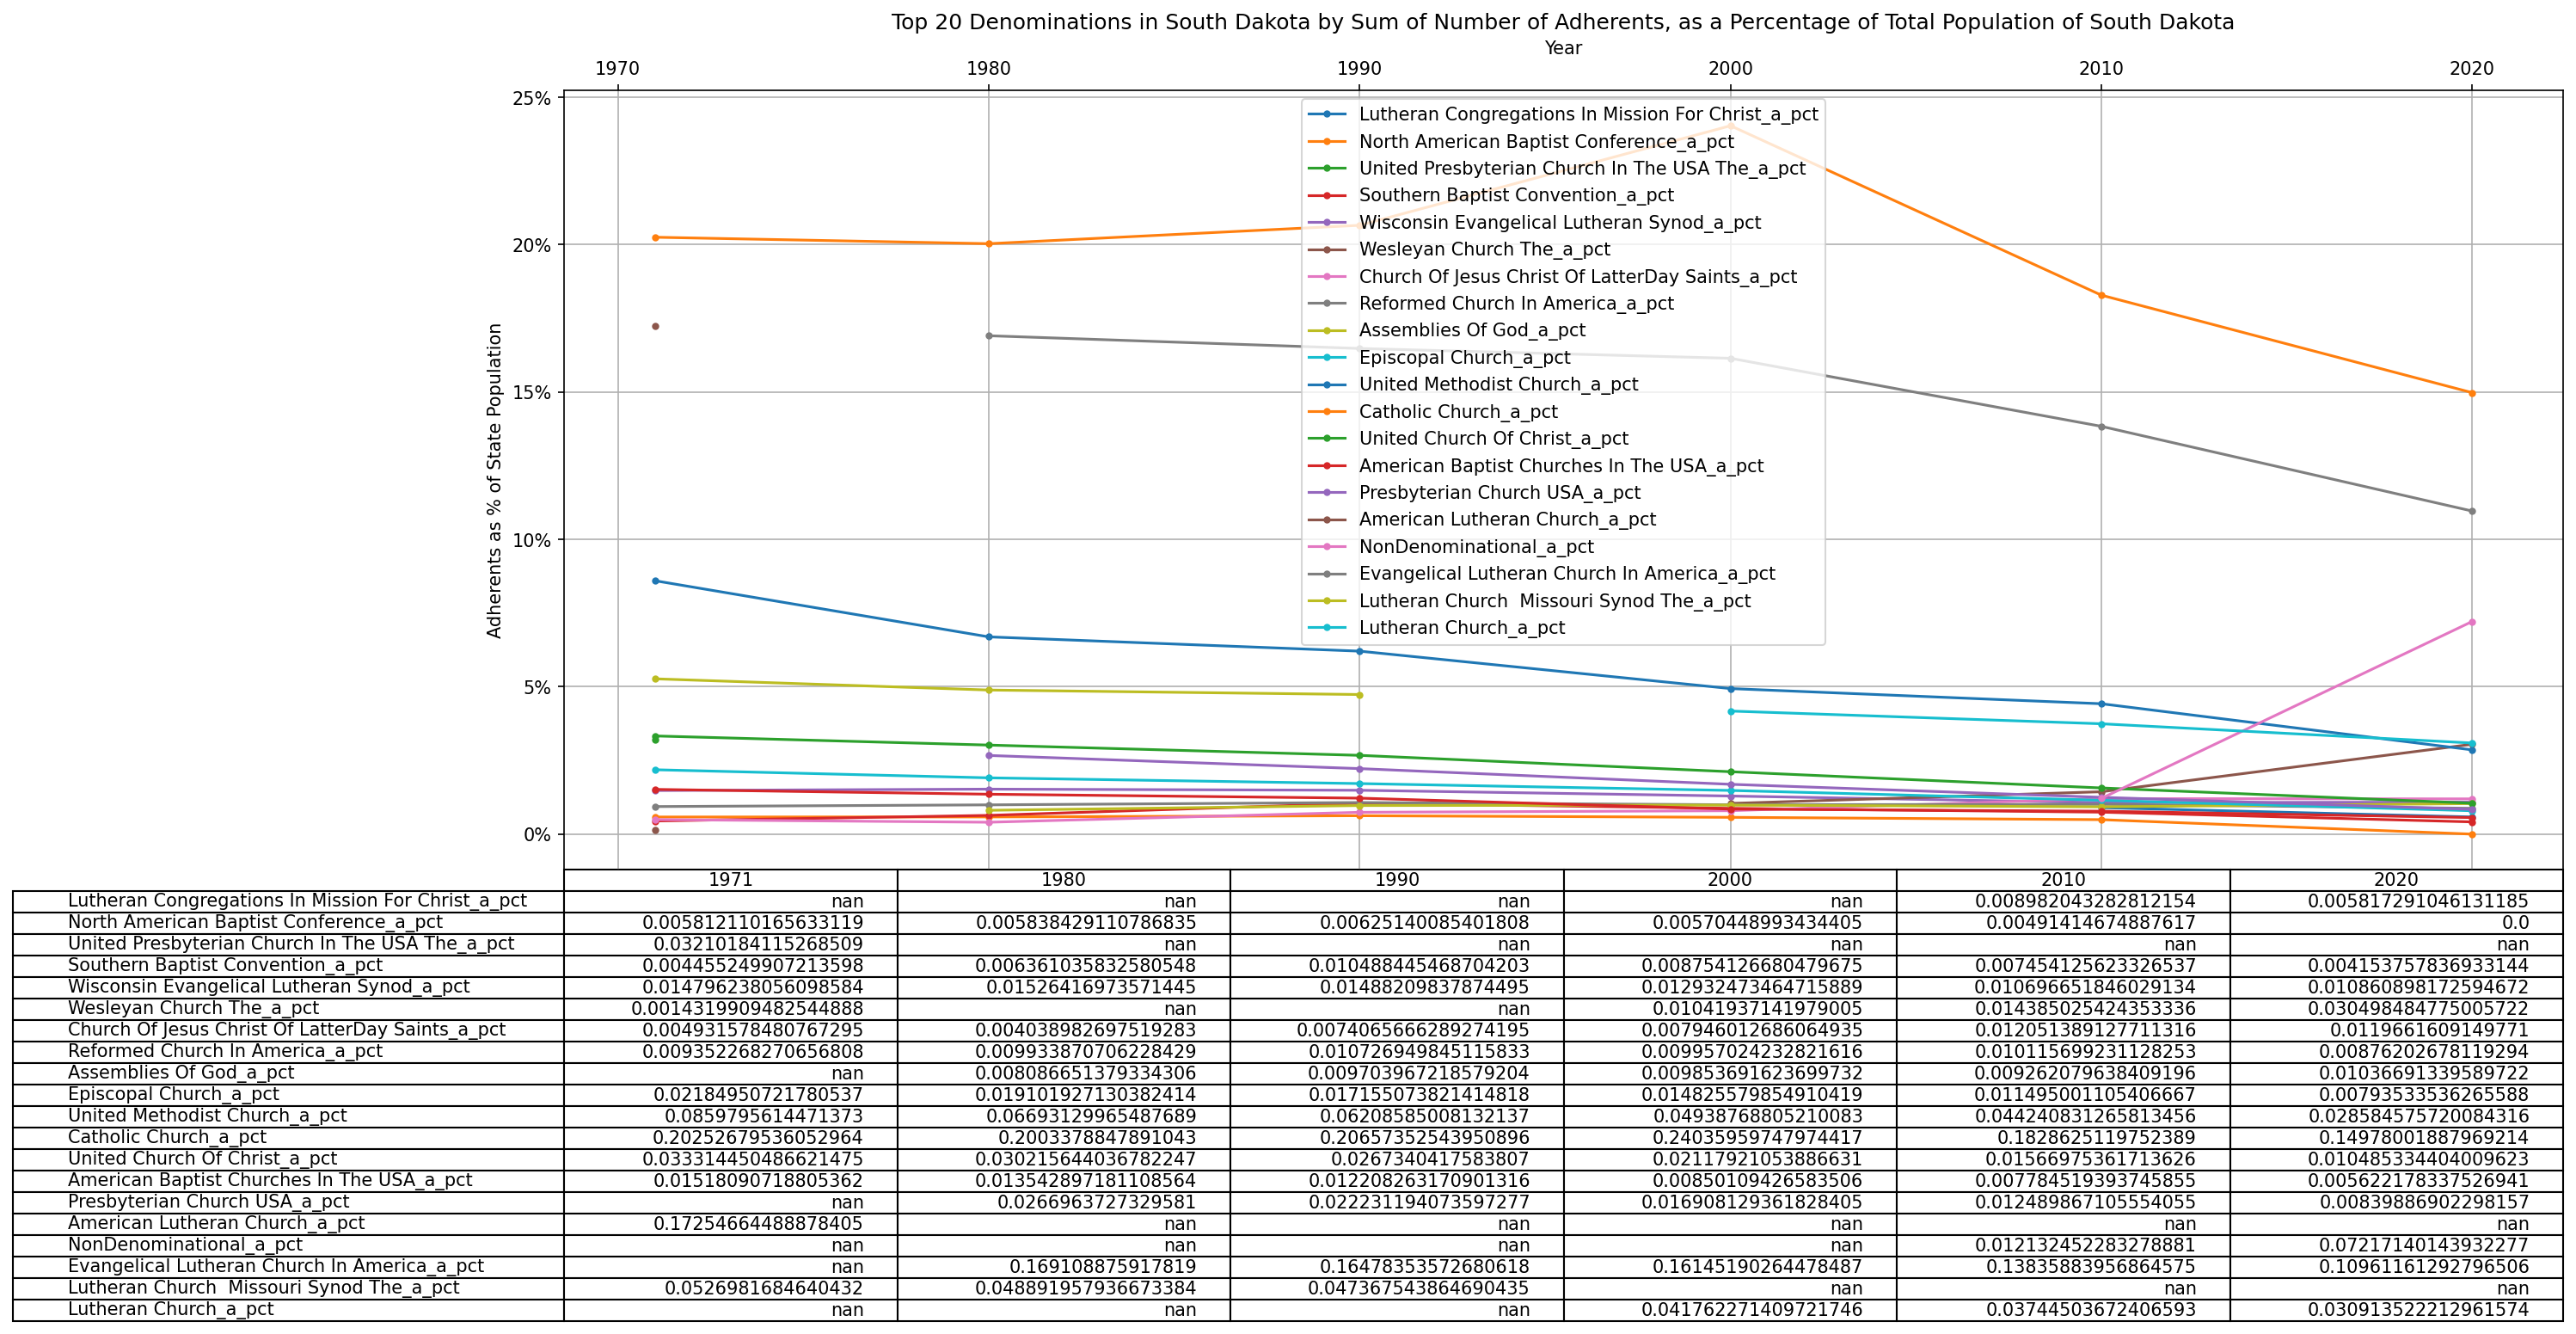 Top 20 Denominations in South Dakota by Sum of Number of Adherents, as a Percentage of Total Population of South Dakota
Year
1970 1980 1990 2000 2010 2020
25%
20%
15%
10%
5%
0%
Adherents as % of State Population
Lutheran Congregations In Mission For Christ_a_pct
North American Baptist Conference_a_pct
United Presbyterian Church In The USA The_a_pct
Southern Baptist Convention_a_pct
Wisconsin Evangelical Lutheran Synod_a_pct
Wesleyan Church The_a_pct
Church Of Jesus Christ Of LatterDay Saints_a_pct
Reformed Church In America_a_pct
Assemblies Of God_a_pct
Episcopal Church_a_pct
United Methodist Church_a_pct
Catholic Church_a_pct
United Church Of Christ_a_pct
American Baptist Churches In The USA_a_pct
Presbyterian Church USA_a_pct
American Lutheran Church_a_pct
NonDenominational_a_pct
Evangelical Lutheran Church In America_a_pct
Lutheran Church  Missouri Synod The_a_pct
Lutheran Church_a_pct
1971 1980 1990 2000 2010 2020
Lutheran Congregations In Mission For Christ_a_pct nan nan nan nan 0.008982043282812154 0.005817291046131185
North American Baptist Conference_a_pct 0.005812110165633119 0.005838429110786835 0.00625140085401808 0.00570448993434405 0.00491414674887617 0.0
United Presbyterian Church In The USA The_a_pct 0.03210184115268509 nan nan nan nan nan
Southern Baptist Convention_a_pct 0.004455249907213598 0.006361035832580548 0.010488445468704203 0.008754126680479675 0.007454125623326537 0.004153757836933144
Wisconsin Evangelical Lutheran Synod_a_pct 0.014796238056098584 0.01526416973571445 0.01488209837874495 0.012932473464715889 0.010696651846029134 0.010860898172594672
Wesleyan Church The_a_pct 0.0014319909482544888 nan nan 0.01041937141979005 0.014385025424353336 0.030498484775005722
Church Of Jesus Christ Of LatterDay Saints_a_pct 0.004931578480767295 0.004038982697519283 0.0074065666289274195 0.007946012686064935 0.012051389127711316 0.0119661609149771
Reformed Church In America_a_pct 0.009352268270656808 0.009933870706228429 0.010726949845115833 0.009957024232821616 0.010115699231128253 0.00876202678119294
Assemblies Of God_a_pct nan 0.008086651379334306 0.009703967218579204 0.009853691623699732 0.009262079638409196 0.01036691339589722
Episcopal Church_a_pct 0.021849507217805​37 0.019101927130382414 0.017155073821414818 0.014825579854910419 0.011495001105406667 0.00793533536265588
United Methodist Church_a_pct 0.0859795614471373 0.06693129965487689 0.06208585008132137 0.04938768805210083 0.044240831265813456 0.028584575720084316
Catholic Church_a_pct 0.20252679536052964 0.2003378847891043 0.20657352543950896 0.24035959747974417 0.1828625119752389 0.14978001887969214
United Church Of Christ_a_pct 0.033314450486621475 0.030215644036782247 0.0267340417583807 0.02117921053886631 0.01566975361713626 0.010485334404009623
American Baptist Churches In The USA_a_pct 0.01518090718805362 0.013542897181108564 0.012208263170901316 0.00850109426583506 0.007784519393745855 0.005622178337526941
Presbyterian Church USA_a_pct nan 0.0266963727329581 0.022231194073597277 0.016908129361828405 0.012489867105554055 0.00839886902298157
American Lutheran Church_a_pct 0.17254664488878405 nan nan nan nan nan
NonDenominational_a_pct nan nan nan nan 0.012132452283278881 0.07217140143932277
Evangelical Lutheran Church In America_a_pct nan 0.169108875917819 0.16478353572680618 0.16145190264478487 0.13835883956864575 0.10961161292796506
Lutheran Church  Missouri Synod The_a_pct 0.0526981684640432 0.048891957936673384 0.047367543864690435 nan nan nan
Lutheran Church_a_pct nan nan nan 0.041762271409721746 0.03744503672406593 0.030913522212961574